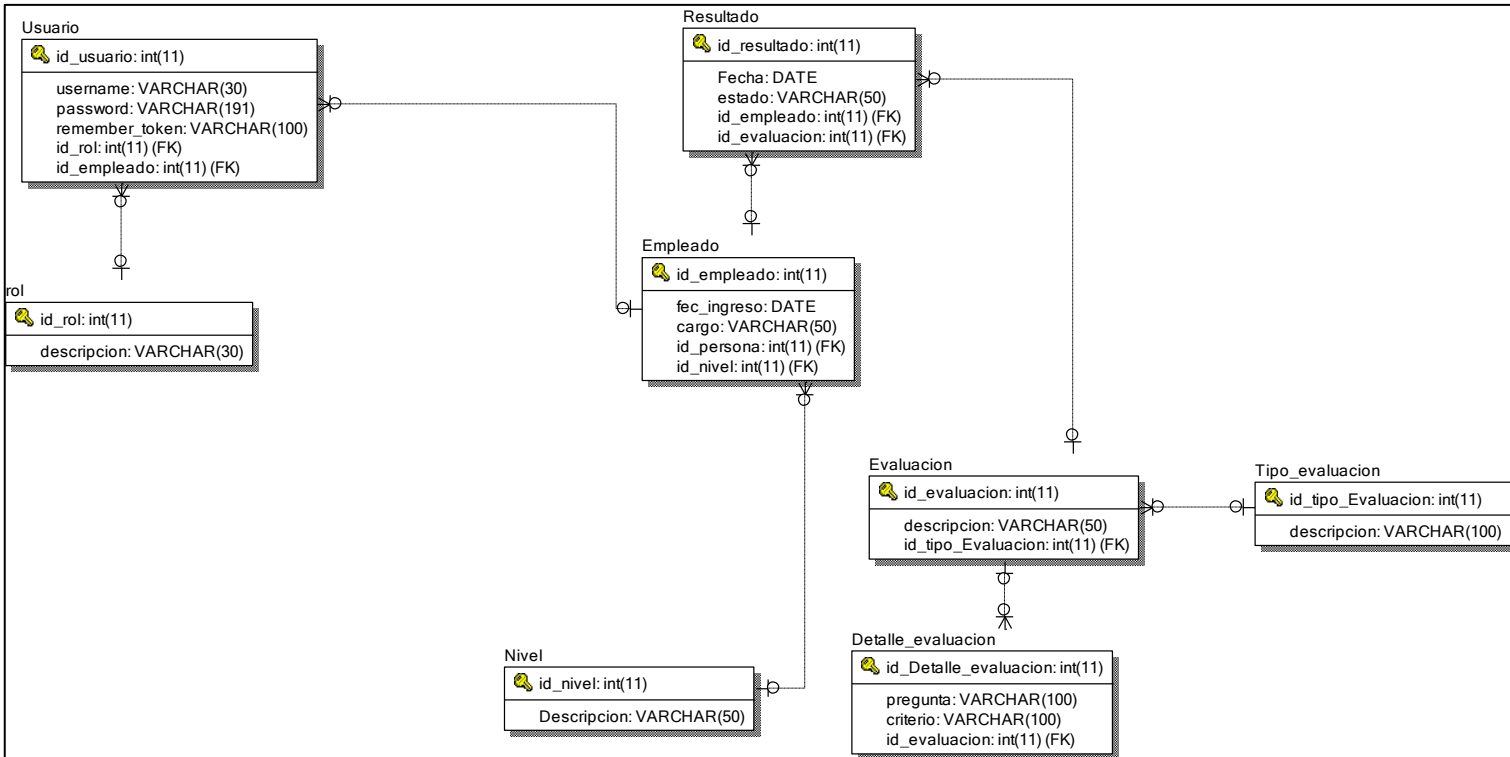 Usuario
id_usuario: int(11)
username: VARCHAR(30)
password: VARCHAR(191)
remember_token: VARCHAR(100)
id_rol: int(11) (FK)
id_empleado: int(11) (FK)
Resultado
id_resultado: int(11)
Fecha: DATE
estado: VARCHAR(50)
id_empleado: int(11) (FK)
id_evaluacion: int(11) (FK)
rol
id_rol: int(11)
descripcion: VARCHAR(30)
Empleado
id_empleado: int(11)
fec_ingreso: DATE
cargo: VARCHAR(50)
id_persona: int(11) (FK)
id_nivel: int(11) (FK)
Evaluacion
id_evaluacion: int(11)
descripcion: VARCHAR(50)
id_tipo_Evaluacion: int(11) (FK)
Tipo_evaluacion
id_tipo_Evaluacion: int(11)
descripcion: VARCHAR(100)
Nivel
id_nivel: int(11)
Descripcion: VARCHAR(50)
Detalle_evaluacion
id_Detalle_evaluacion: int(11)
pregunta: VARCHAR(100)
criterio: VARCHAR(100)
id_evaluacion: int(11) (FK)